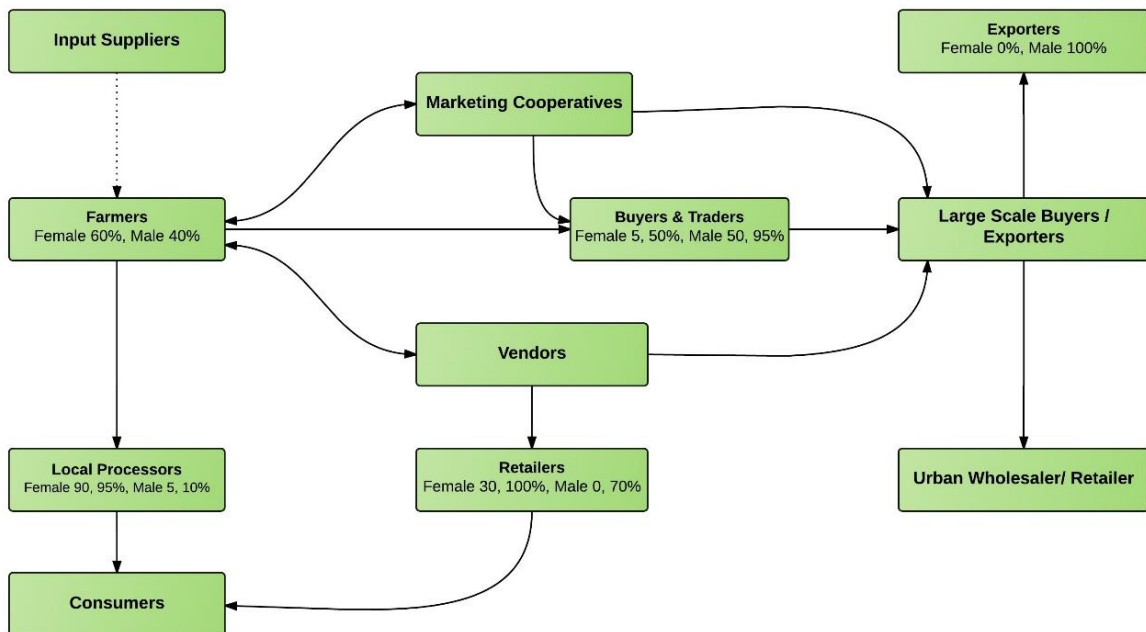 Input Suppliers
Exporters
Female 0%, Male 100%
Marketing Cooperatives
Farmers
Female 60%, Male 40%
Buyers & Traders
Female 5, 50%, Male 50, 95%
Large Scale Buyers /
Exporters
Vendors
Local Processors
Female 90, 95%, Male 5, 10%
Retailers
Female 30, 100%, Male 0, 70%
Urban Wholesaler/ Retailer
Consumers